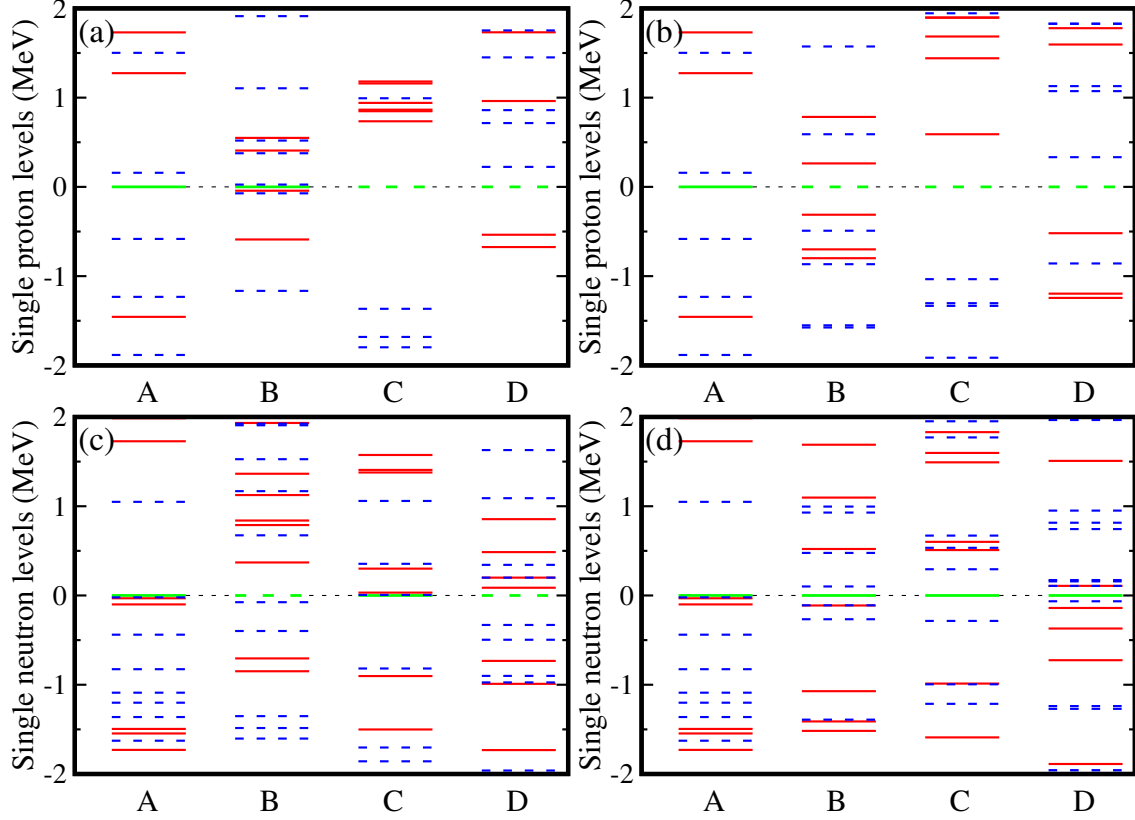 (a)
Single proton levels (MeV)
2
1
0
-1
-2
A B C D
(b)
Single proton levels (MeV)
2
1
0
-1
-2
A B C D
(c)
Single neutron levels (MeV)
2
1
0
-1
-2
A B C D
(d)
Single neutron levels (MeV)
2
1
0
-1
-2
A B C D